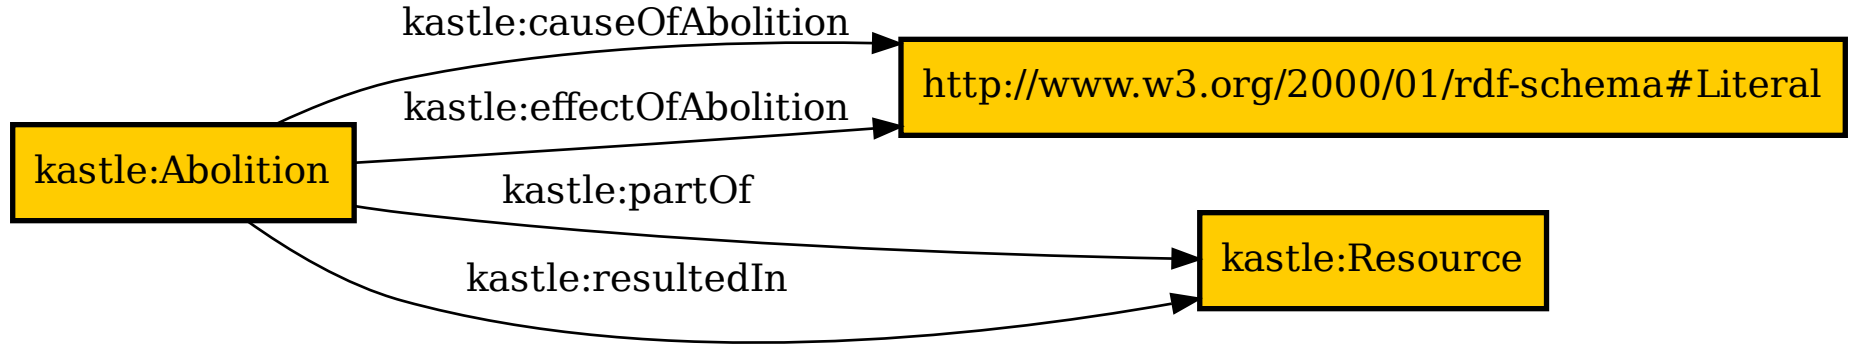 kastle:causeOfAbolition
http://www.w3.org/2000/01/rdf-schema#Literal
kastle:effectOfAbolition
kastle:Abolition
kastle:partOf
kastle:Resource
kastle:resultedIn